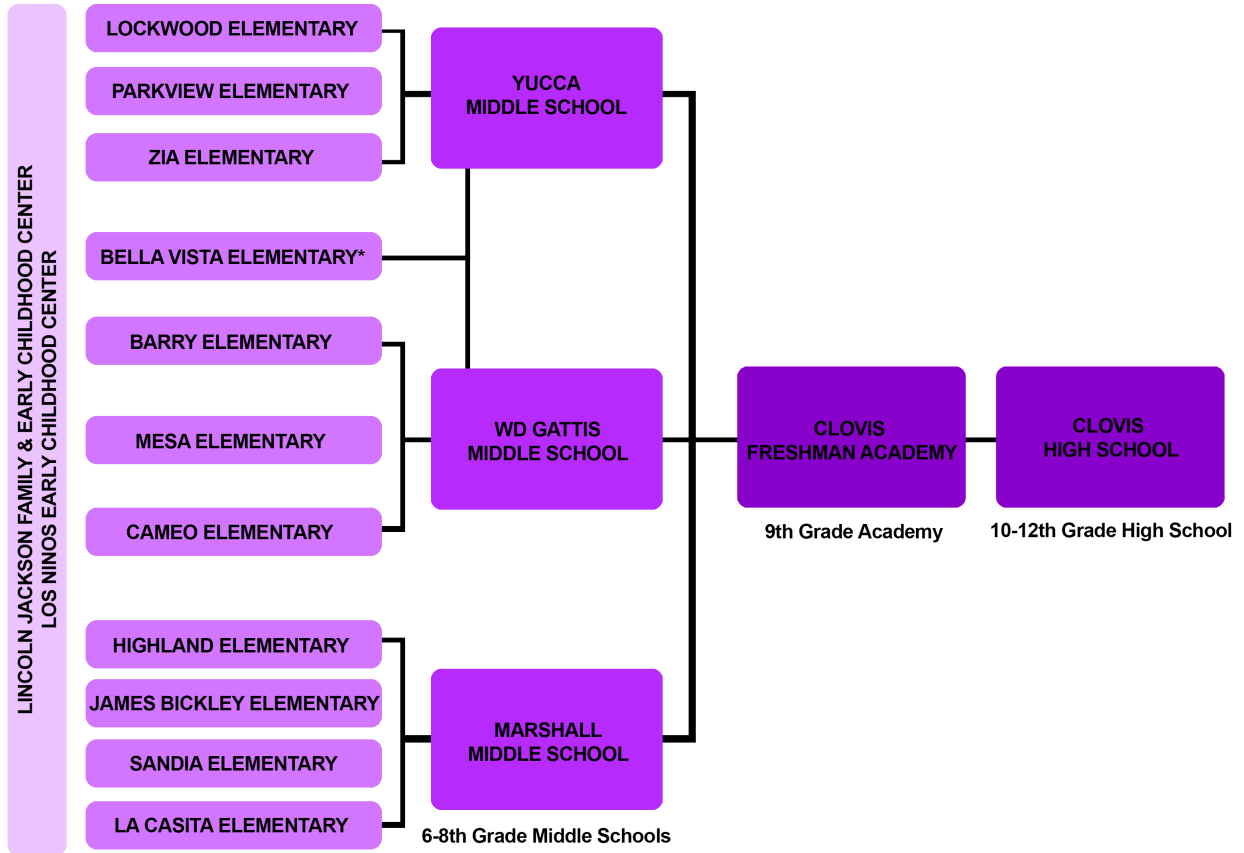 LINCOLN JACKSON FAMILY & EARLY CHILDHOOD CENTER
LOS NINOS EARLY CHILDHOOD CENTER
LOCKWOOD ELEMENTARY
PARKVIEW ELEMENTARY
ZIA ELEMENTARY
BELLA VISTA ELEMENTARY*
BARRY ELEMENTARY
MESA ELEMENTARY
CAMEO ELEMENTARY
HIGHLAND ELEMENTARY
JAMES BICKLEY ELEMENTARY
SANDIA ELEMENTARY
LA CASITA ELEMENTARY
YUCCA
MIDDLE SCHOOL
WD GATTIS
MIDDLE SCHOOL
MARSHALL
MIDDLE SCHOOL
6-8th Grade Middle Schools
CLOVIS
FRESHMAN ACADEMY
9th Grade Academy
CLOVIS
HIGH SCHOOL
10-12th Grade High School